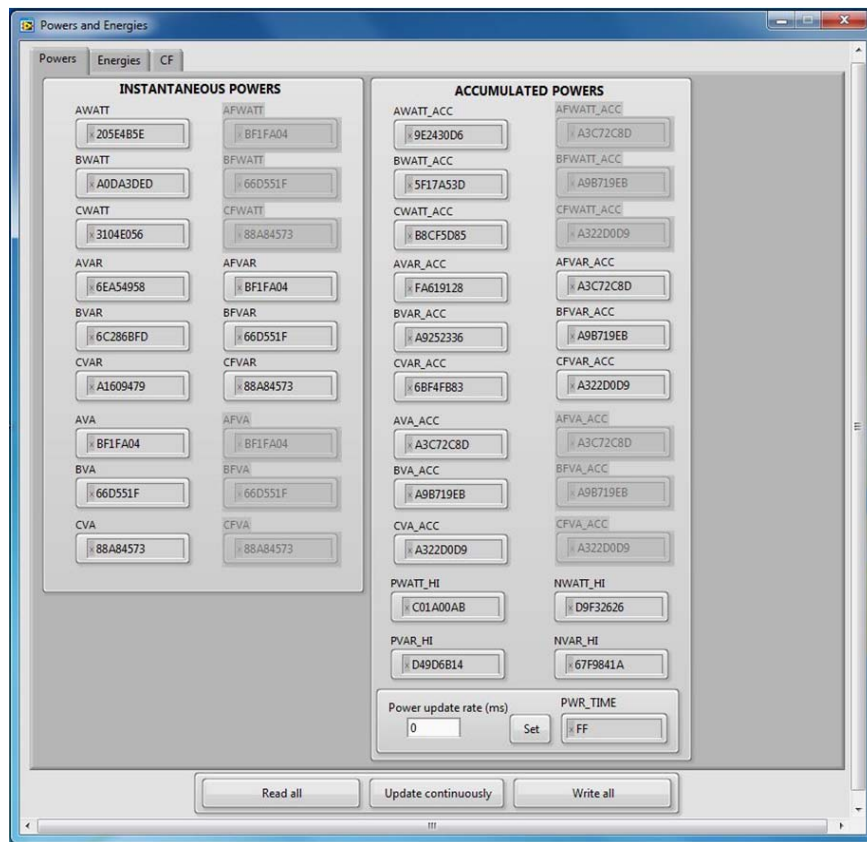 Powers and Energies
Powers Energies CF
INSTANTANEOUS POWERS
AWATT AFWATT
x 205E4B5E x BF1FA04
BWATT BFWATT
x A0DA3DED x 66D551F
CWATT CFWATT
x 3104E056 x 88A84573
AVAR AFVAR
x 6EA54958 x BF1FA04
BVAR BFVAR
x 6C286BFD x 66D551F
CVAR CFVAR
x A1609479 x 88A84573
AVA AFVA
x BF1FA04 x BF1FA04
BVA BFVA
x 66D551F x 66D551F
CVA CFVA
x 88A84573 x 88A84573
ACCUMULATED POWERS
AWATT_ACC AFWATT_ACC
x 9E2430D6 x A3C72C8D
BWATT_ACC BFWATT_ACC
x 5F17A53D x A9B719EB
CWATT_ACC CFWATT_ACC
x B8CF5D85 x A322D0D9
AVAR_ACC AFVAR_ACC
x FA619128 x A3C72C8D
BVAR_ACC BFVAR_ACC
x A9252336 x A9B719EB
CVAR_ACC CFVAR_ACC
x 6BF4FB83 x A322D0D9
AVA_ACC AFVA_ACC
x A3C72C8D x A3C72C8D
BVA_ACC BFVA_ACC
x A9B719EB x A9B719EB
CVA_ACC CFVA_ACC
x A322D0D9 x A322D0D9
PWATT_HI NWATT_HI
x C01A00AB x D9F32626
PVAR_HI NVAR_HI
x D49D6B14 x 67F9841A
Power update rate (ms) PWR_TIME
0 Set x FF
Read all Update continuously Write all